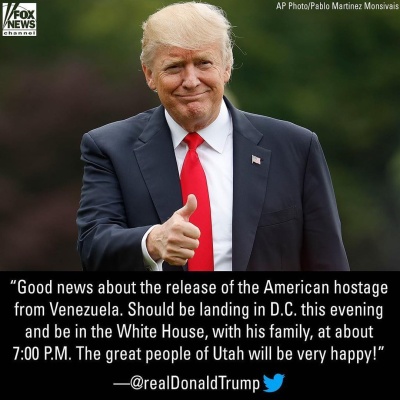 AP Photo/Pablo Martinez Monsivais
FOX
NEWS
channel
“Good news about the release of the American hostage
from Venezuela. Should be landing in D.C. this evening
and be in the White House, with his family, at about
7:00 P.M. The great people of Utah will be very happy!”
—@realDonaldTrump